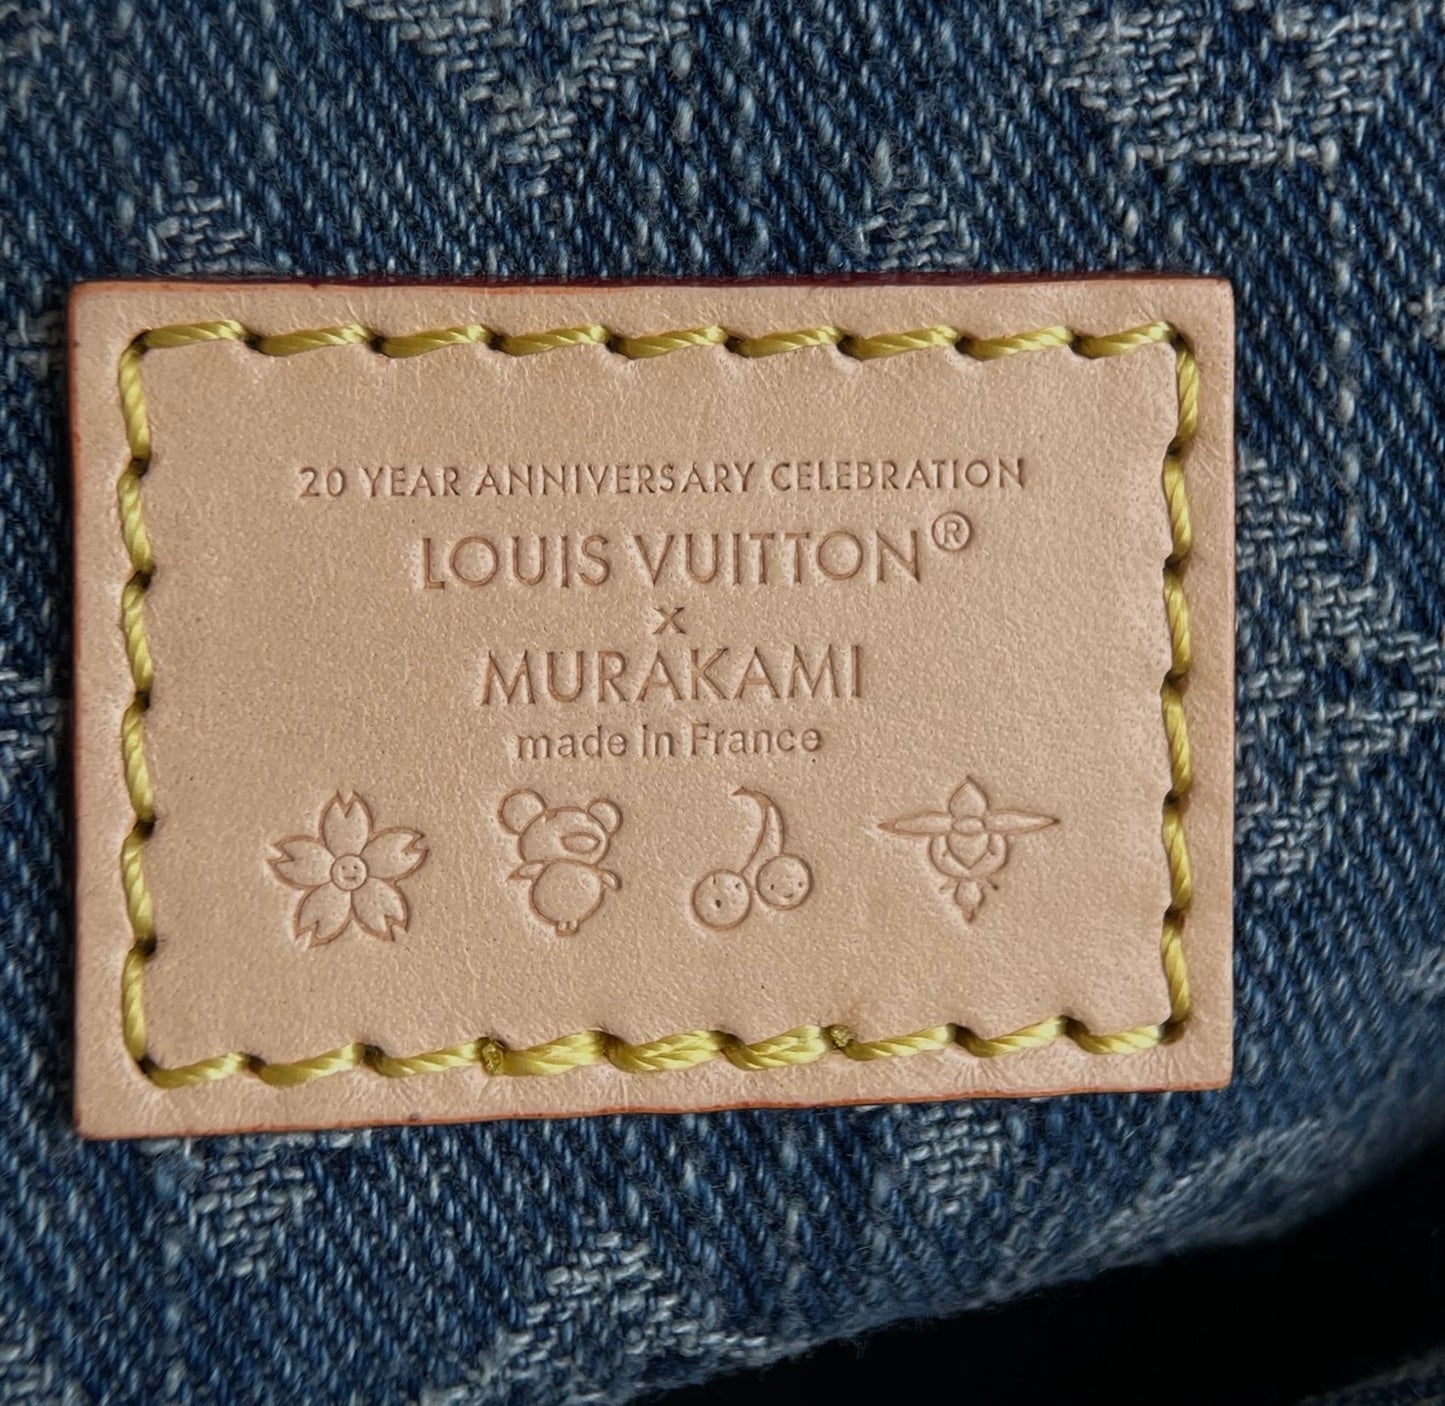 20 YEAR ANNIVERSARY CELEBRATION
LOUIS VUITTON®
x
MURAKAMI
made in France